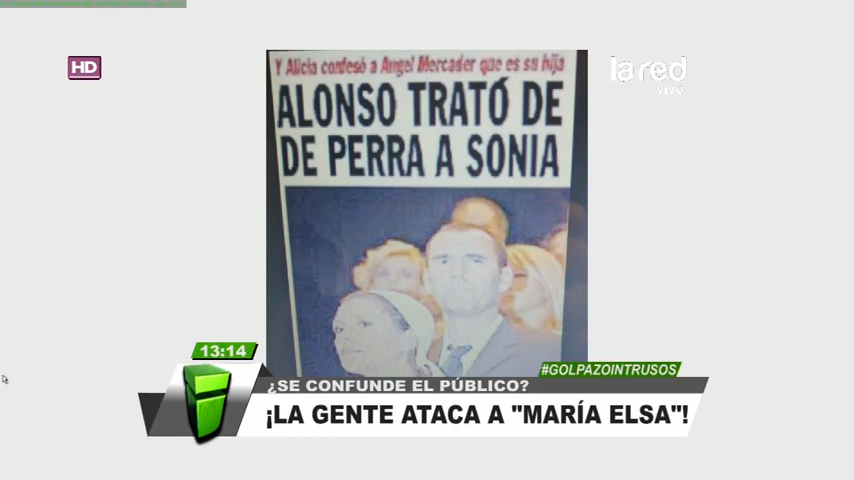 HD
la red
VIVO
Y Alicia confesó a Angel Mercader que es su hija
ALONSO TRATÓ DE
DE PERRA A SONIA
13:14
#GOLPAZOINTRUSOS
¿SE CONFUNDE EL PÚBLICO?
¡LA GENTE ATACA A "MARÍA ELSA"!